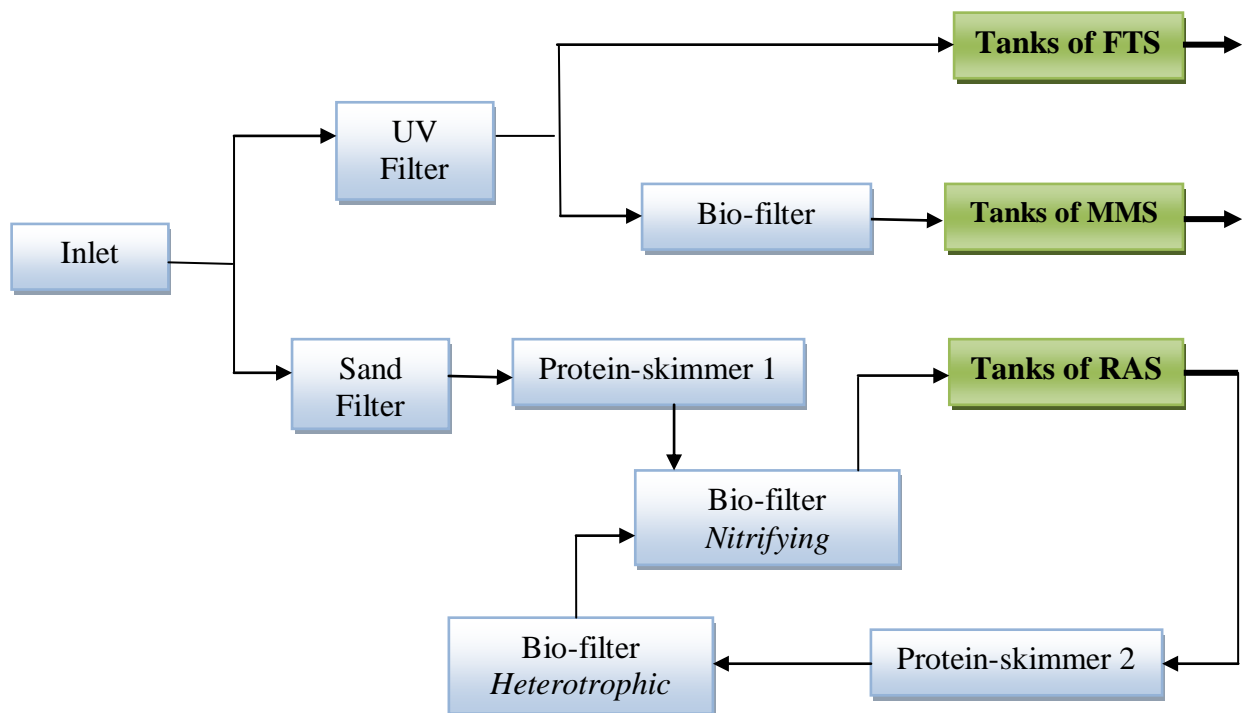 Tanks of FTS
UV
Filter
Bio-filter
Tanks of MMS
Inlet
Sand
Filter
Protein-skimmer 1
Tanks of RAS
Bio-filter
Nitrifying
Bio-filter
Heterotrophic
Protein-skimmer 2